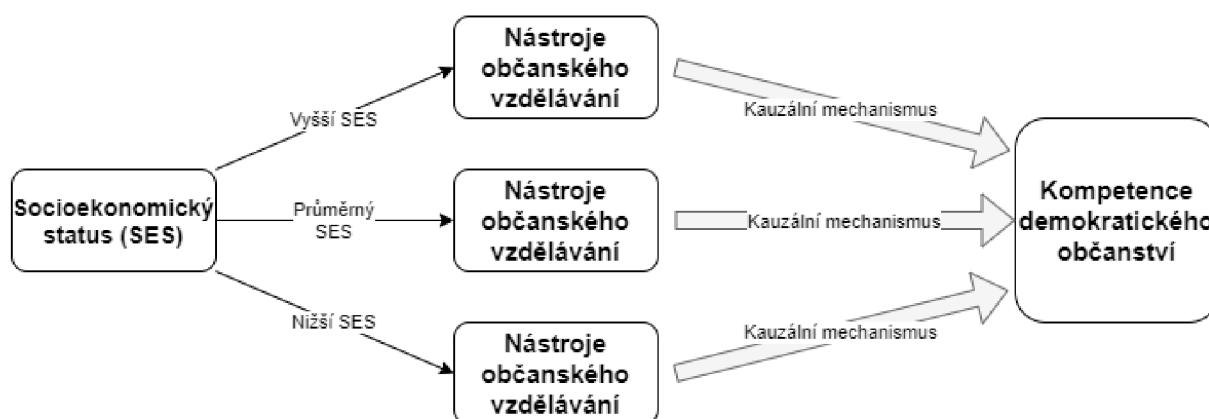 Socioekonomický
status (SES)
Vyšší SES
Průměrný
SES
Nižší SES
Nástroje
občanského
vzdělávání
Nástroje
občanského
vzdělávání
Nástroje
občanského
vzdělávání
Kauzální mechanismus
Kauzální mechanismus
Kauzální mechanismus
Kompetence
demokratického
občanství